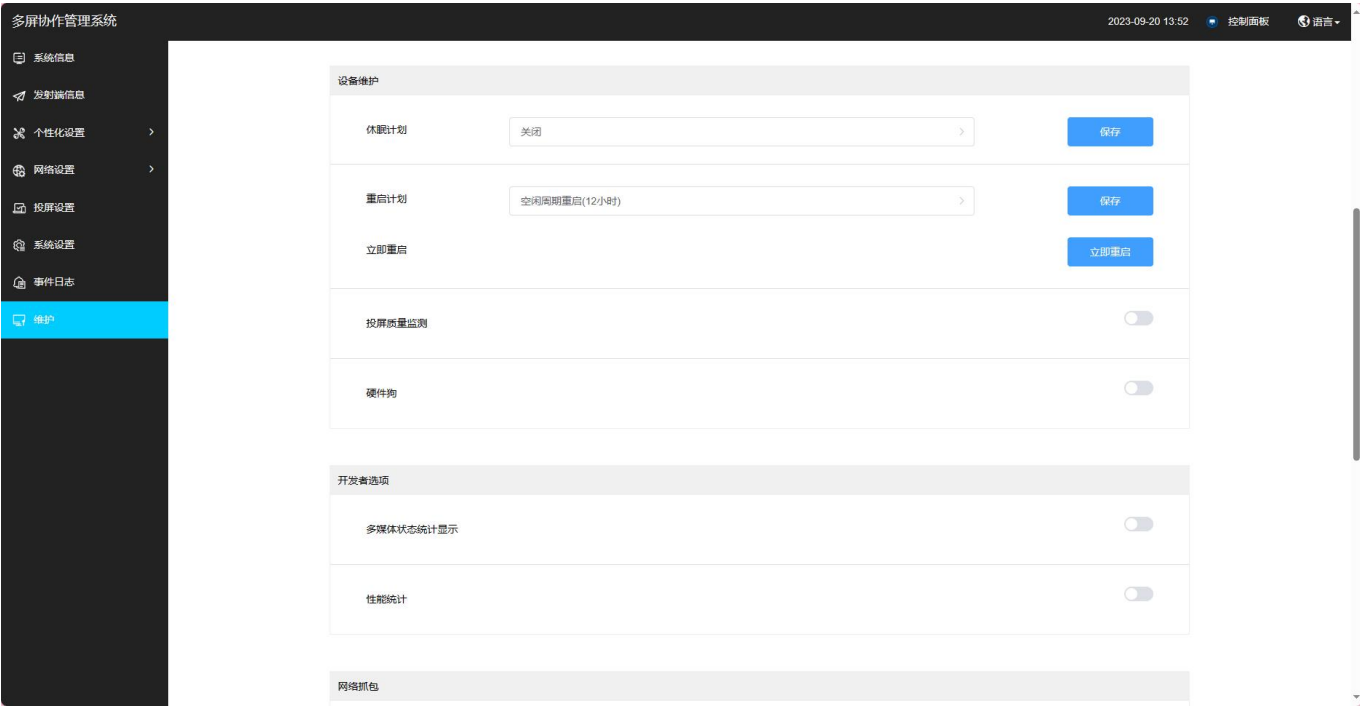 多屏协作管理系统
2023-09-20 13:52 控制面板 语言
系统信息
发射端信息
个性化设置
网络设置
投屏设置
系统设置
事件日志
维护
设备维护
休眠计划 关闭 保存
重启计划 空闲周期重启(12小时) 保存
立即重启 立即重启
投屏质量监测
硬件狗
开发者选项
多媒体状态统计显示
性能统计
网络抓包